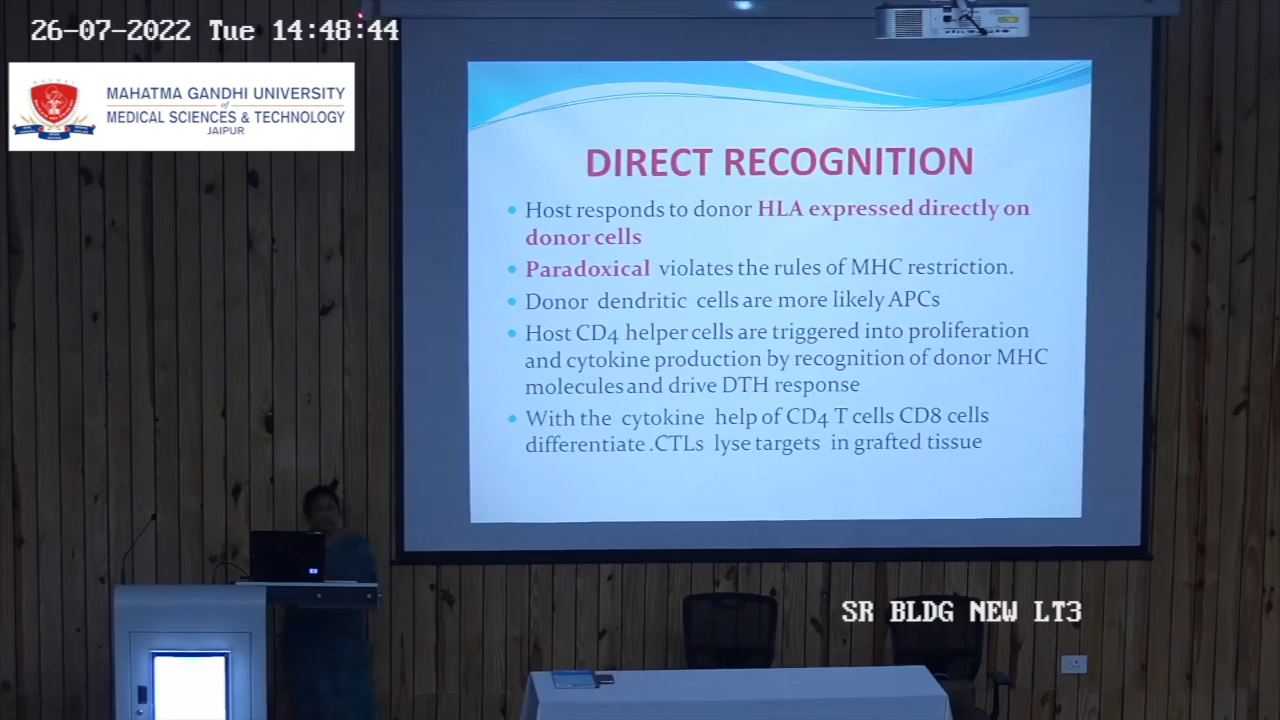 26-07-2022 Tue 14:48:44
MAHATMA GANDHI UNIVERSITY
of
MEDICAL SCIENCES & TECHNOLOGY
JAIPUR
DIRECT RECOGNITION
• Host responds to donor HLA expressed directly on
donor cells
• Paradoxical violates the rules of MHC restriction.
• Donor dendritic cells are more likely APCs
• Host CD4 helper cells are triggered into proliferation
and cytokine production by recognition of donor MHC
molecules and drive DTH response
• With the cytokine help of CD4 T cells CD8 cells
differentiate .CTLs lyse targets in grafted tissue
SR BLDG NEW LT3